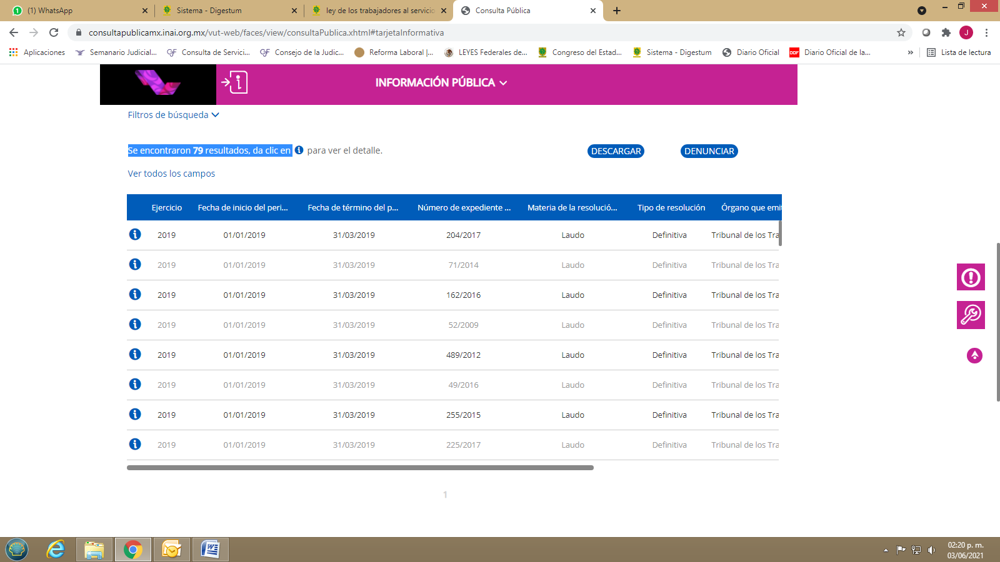 1 (1) WhatsApp
Sistema - Digestum
ley de los trabajadores al servicio
Consulta Pública
consultapublicamx.inai.org.mx/vut-web/faces/view/consultaPublica.xhtml#tarjetaInformativa
J
Aplicaciones
Semanario Judicial...
Consulta de Servici...
Consejo de la Judic...
Reforma Laboral |...
LEYES Federales de...
Congreso del Estad...
Sistema - Digestum
Diario Oficial
DOF Diario Oficial de la...
»
Lista de lectura
INFORMACIÓN PÚBLICA
Filtros de búsqueda
Se encontraron 79 resultados, da clic en i para ver el detalle.
DESCARGAR
DENUNCIAR
Ver todos los campos
Ejercicio Fecha de inicio del peri... Fecha de término del p... Número de expediente ... Materia de la resolució... Tipo de resolución Órgano que emit
2019 01/01/2019 31/03/2019 204/2017 Laudo Definitiva Tribunal de los Tra
2019 01/01/2019 31/03/2019 71/2014 Laudo Definitiva Tribunal de los Tra
2019 01/01/2019 31/03/2019 162/2016 Laudo Definitiva Tribunal de los Tra
2019 01/01/2019 31/03/2019 52/2009 Laudo Definitiva Tribunal de los Tra
2019 01/01/2019 31/03/2019 489/2012 Laudo Definitiva Tribunal de los Tra
2019 01/01/2019 31/03/2019 49/2016 Laudo Definitiva Tribunal de los Tra
2019 01/01/2019 31/03/2019 255/2015 Laudo Definitiva Tribunal de los Tra
2019 01/01/2019 31/03/2019 225/2017 Laudo Definitiva Tribunal de los Tra
1
02:20 p. m.
03/06/2021